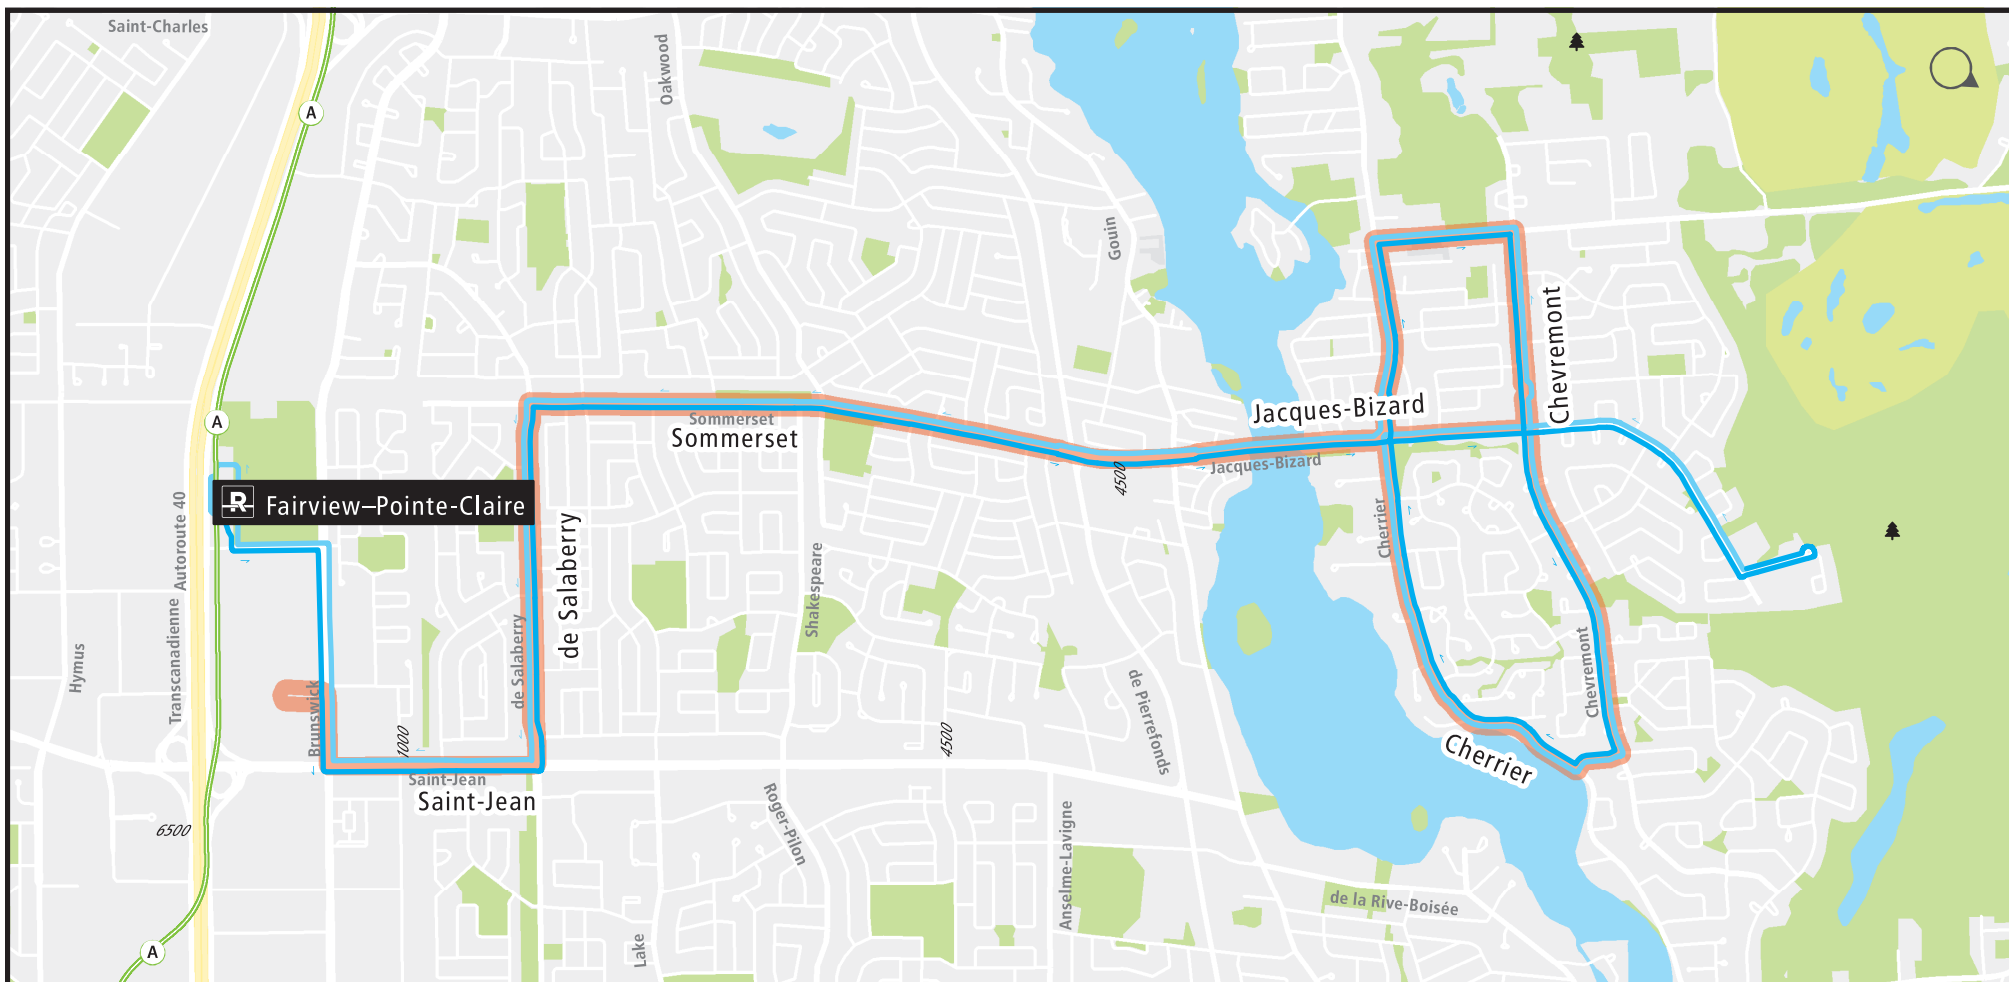 Saint-Charles
Oakwood
A
Gouin
Chevremont
Jacques-Bizard
Sommerset
Sommerset
Jacques-Bizard
4500
A
R Fairview–Pointe-Claire
Autoroute 40
Transcanadienne
Hymus
de Salaberry
de Salaberry
Shakespeare
Cherrier
Chevremont
Brunswick
1000
4500
de Pierrefonds
Cherrier
Saint-Jean
Saint-Jean
6500
Roger-Pilon
Anselme-Lavigne
de la Rive-Boisée
Lake
A